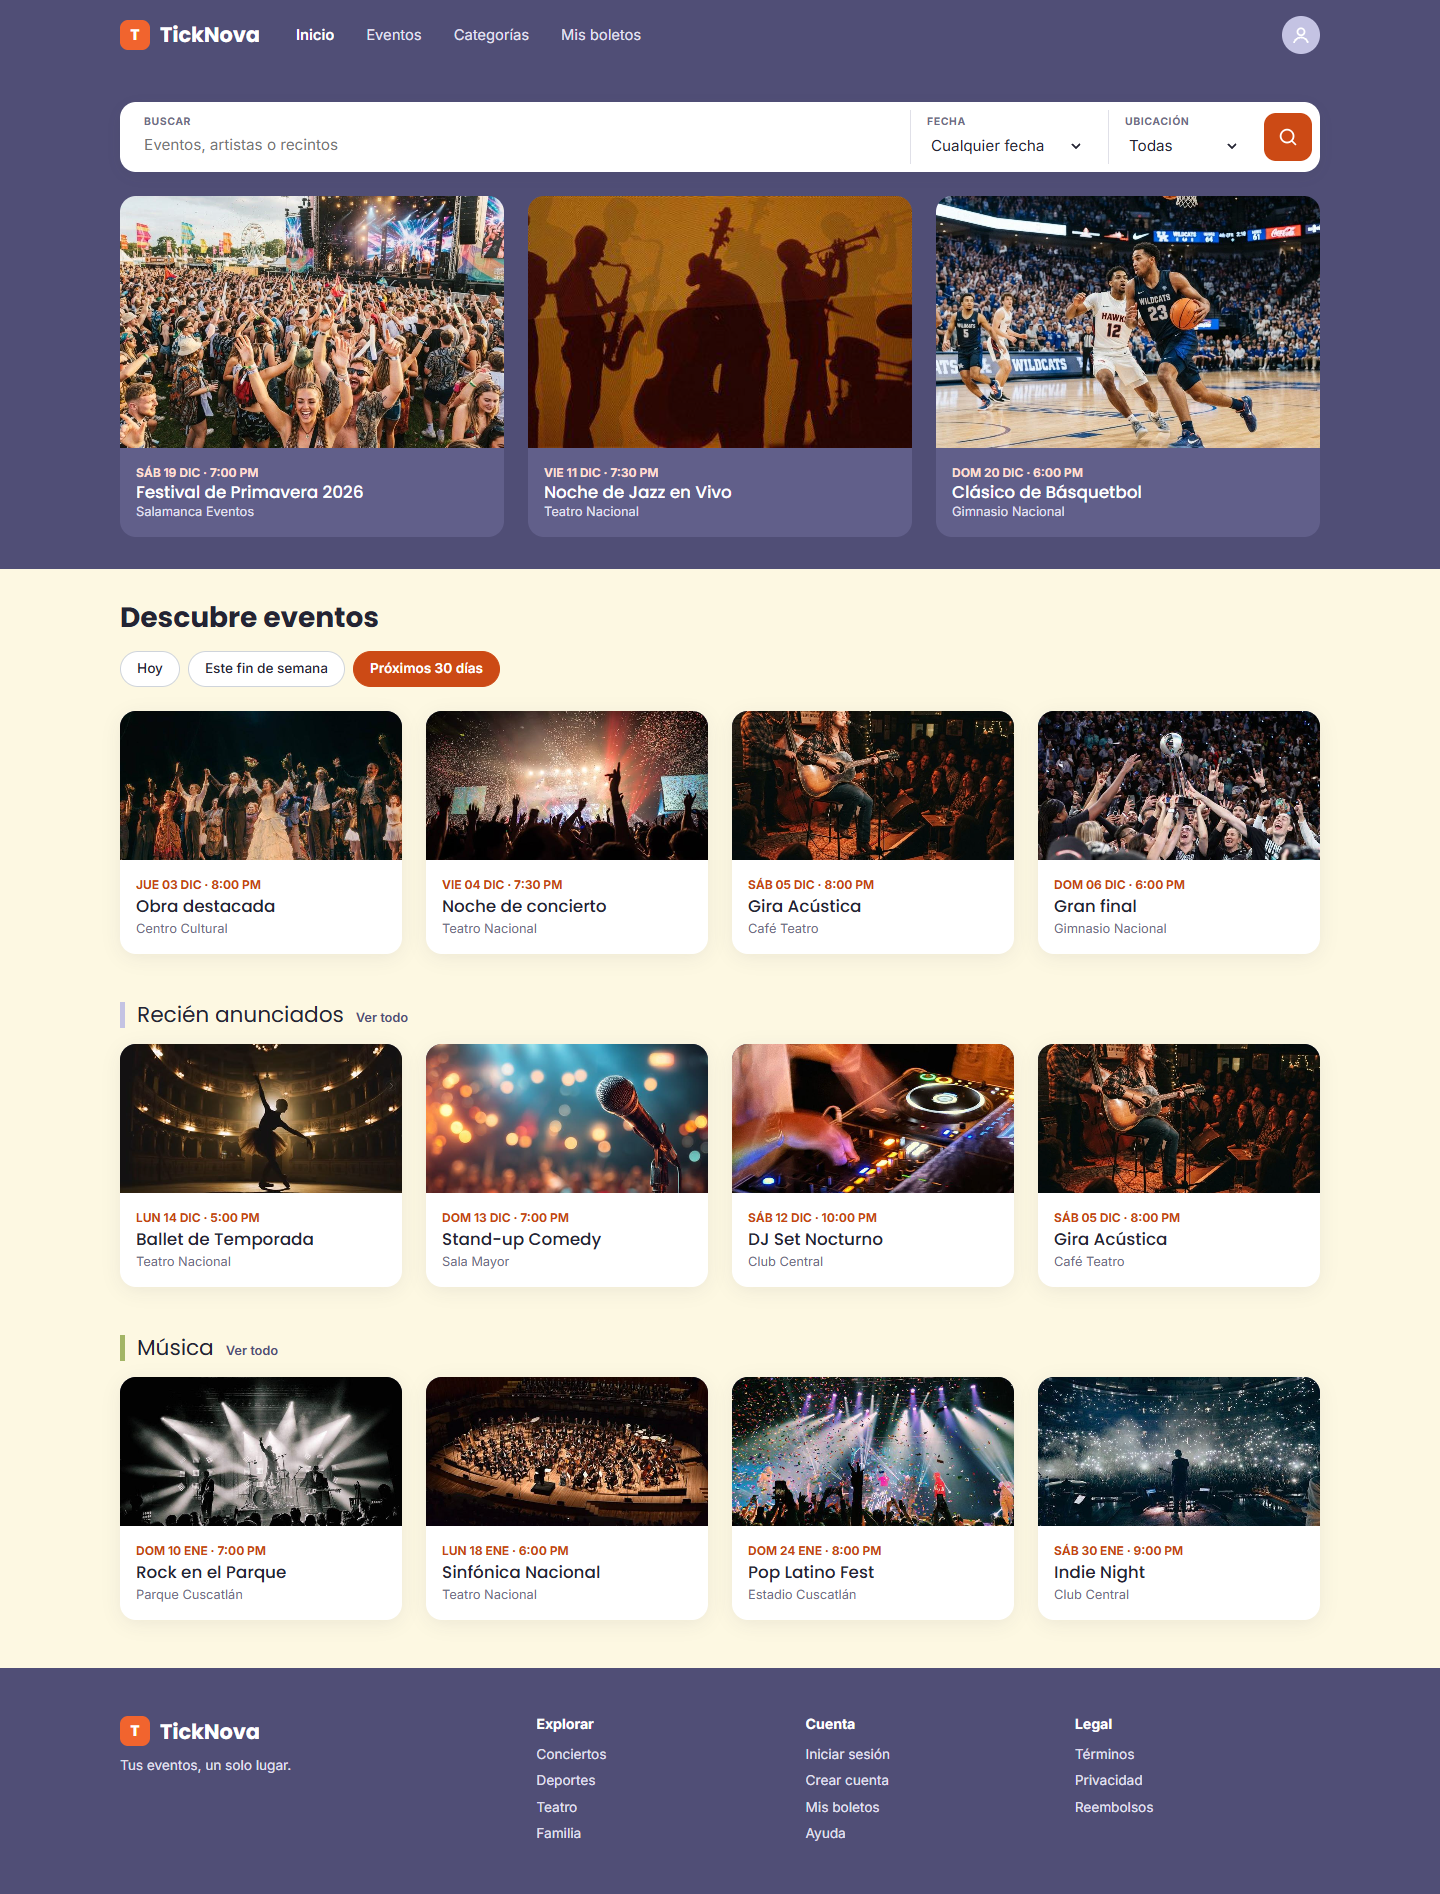 T TickNova Inicio Eventos Categorías Mis boletos
BUSCAR
Eventos, artistas o recintos
FECHA
Cualquier fecha
UBICACIÓN
Todas
WILDCATS
23
HAWKS
12
5
WILDCATS
SÁB 19 DIC · 7:00 PM
Festival de Primavera 2026
Salamanca Eventos
VIE 11 DIC · 7:30 PM
Noche de Jazz en Vivo
Teatro Nacional
DOM 20 DIC · 6:00 PM
Clásico de Básquetbol
Gimnasio Nacional
Descubre eventos
Hoy
Este fin de semana
Próximos 30 días
JUE 03 DIC · 8:00 PM
Obra destacada
Centro Cultural
VIE 04 DIC · 7:30 PM
Noche de concierto
Teatro Nacional
SÁB 05 DIC · 8:00 PM
Gira Acústica
Café Teatro
DOM 06 DIC · 6:00 PM
Gran final
Gimnasio Nacional
Recién anunciados Ver todo
LUN 14 DIC · 5:00 PM
Ballet de Temporada
Teatro Nacional
DOM 13 DIC · 7:00 PM
Stand-up Comedy
Sala Mayor
SÁB 12 DIC · 10:00 PM
DJ Set Nocturno
Club Central
SÁB 05 DIC · 8:00 PM
Gira Acústica
Café Teatro
Música Ver todo
DOM 10 ENE · 7:00 PM
Rock en el Parque
Parque Cuscatlán
LUN 18 ENE · 6:00 PM
Sinfónica Nacional
Teatro Nacional
DOM 24 ENE · 8:00 PM
Pop Latino Fest
Estadio Cuscatlán
SÁB 30 ENE · 9:00 PM
Indie Night
Club Central
T TickNova
Tus eventos, un solo lugar.
Explorar
Conciertos
Deportes
Teatro
Familia
Cuenta
Iniciar sesión
Crear cuenta
Mis boletos
Ayuda
Legal
Términos
Privacidad
Reembolsos